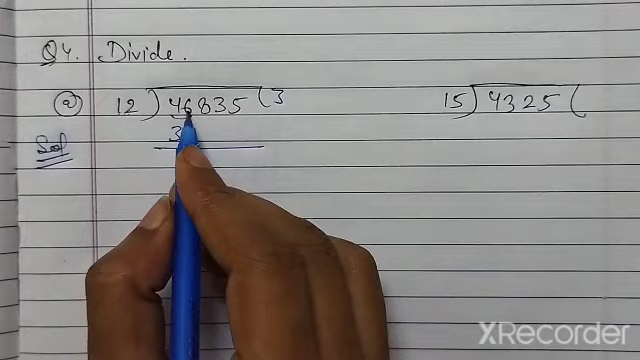 Q4. Divide.
(a) 12 ) 46835 ( 3
15 ) 4325 (
Sol
3
XRecorder